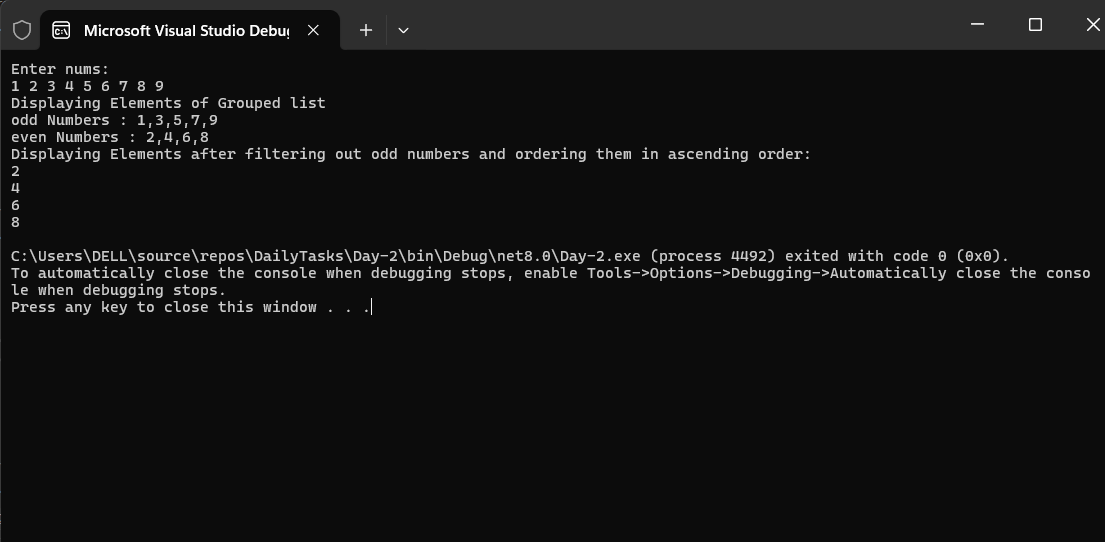 Microsoft Visual Studio Debu
Enter nums:
1 2 3 4 5 6 7 8 9
Displaying Elements of Grouped list
odd Numbers : 1,3,5,7,9
even Numbers : 2,4,6,8
Displaying Elements after filtering out odd numbers and ordering them in ascending order:
2
4
6
8
C:\Users\DELL\source\repos\DailyTasks\Day-2\bin\Debug\net8.0\Day-2.exe (process 4492) exited with code 0 (0x0).
To automatically close the console when debugging stops, enable Tools->Options->Debugging->Automatically close the conso
le when debugging stops.
Press any key to close this window . . .